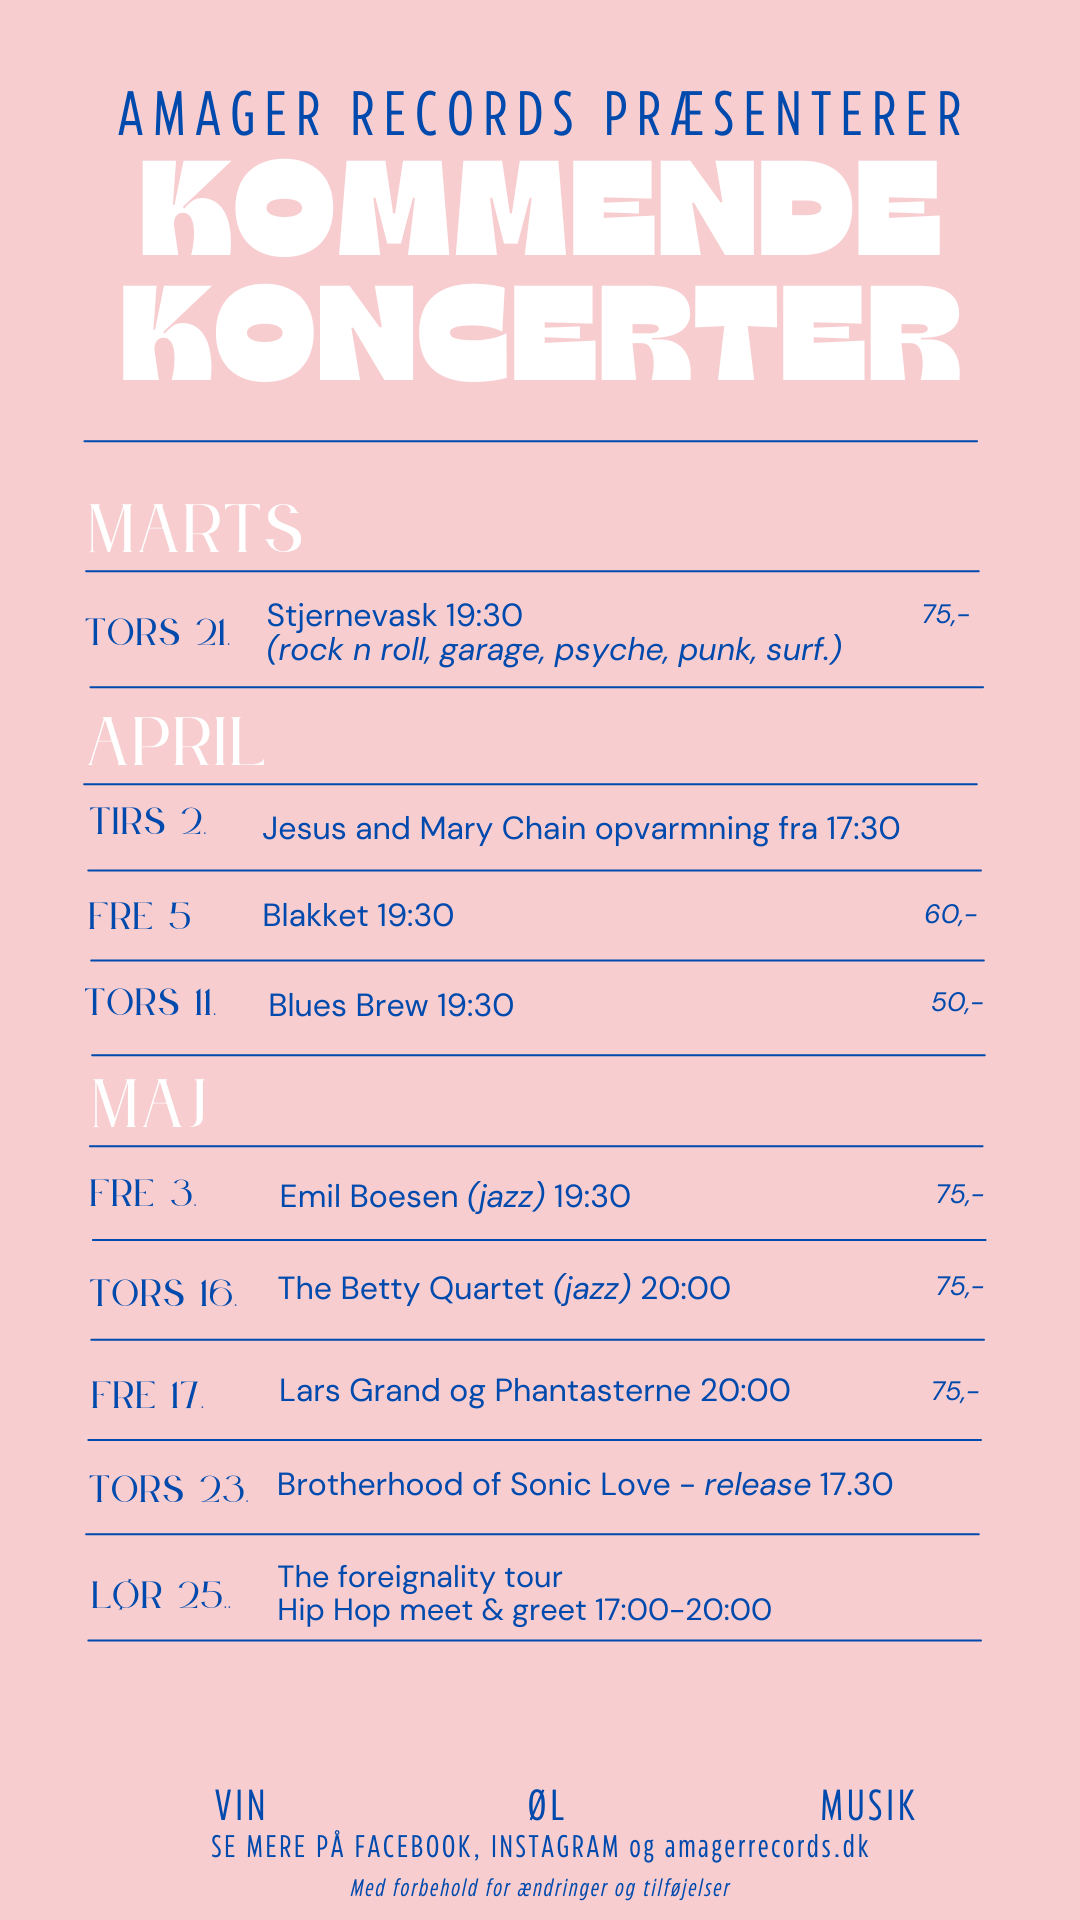 AMAGER RECORDS PRÆSENTERER
KOMMENDE
KONCERTER
MARTS
TORS 21. Stjernevask 19:30 75,-
(rock n roll, garage, psyche, punk, surf.)
APRIL
TIRS 2. Jesus and Mary Chain opvarmning fra 17:30
FRE 5 Blakket 19:30 60,-
TORS 11. Blues Brew 19:30 50,-
MAJ
FRE 3. Emil Boesen (jazz) 19:30 75,-
TORS 16. The Betty Quartet (jazz) 20:00 75,-
FRE 17. Lars Grand og Phantasterne 20:00 75,-
TORS 23. Brotherhood of Sonic Love - release 17.30
LØR 25.. The foreignality tour
Hip Hop meet & greet 17:00-20:00
VIN ØL MUSIK
SE MERE PÅ FACEBOOK, INSTAGRAM og amagerrecords.dk
Med forbehold for ændringer og tilføjelser